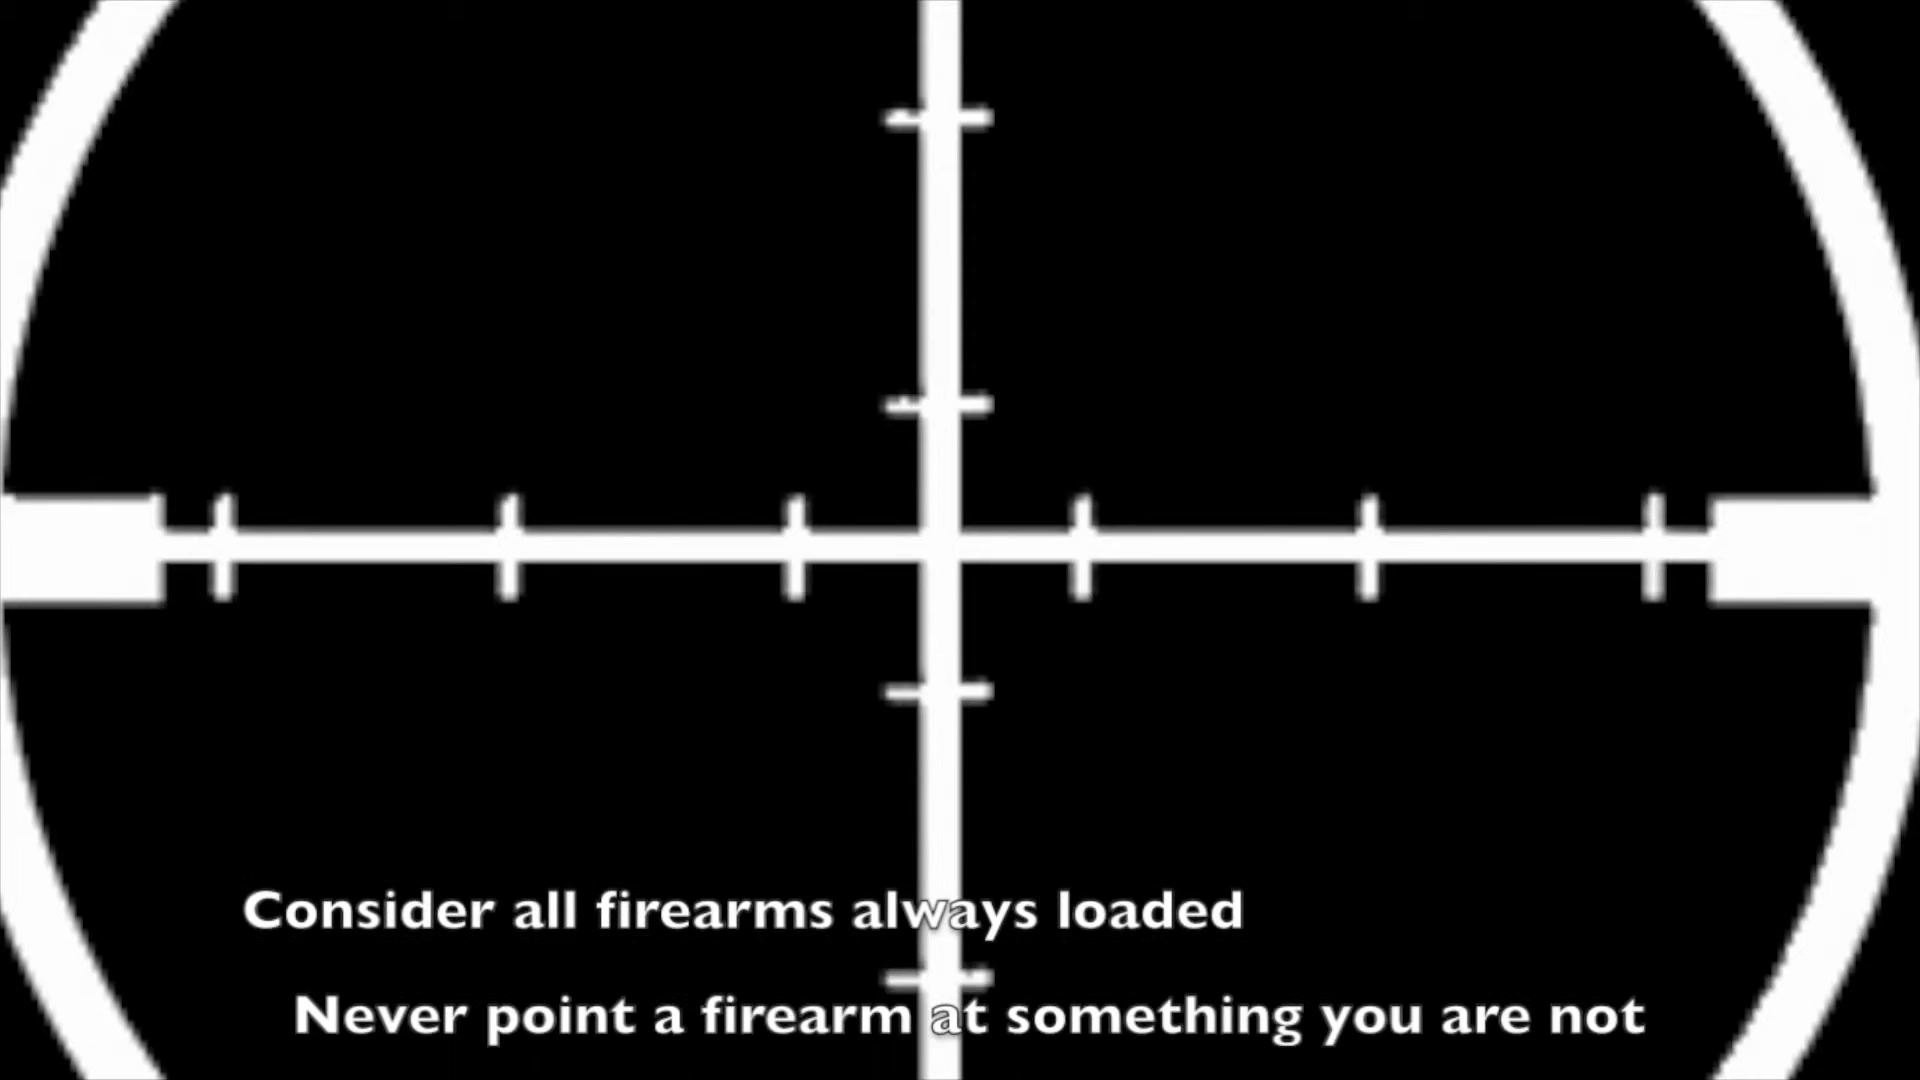 Consider all firearms always loaded
Never point a firearm at something you are not